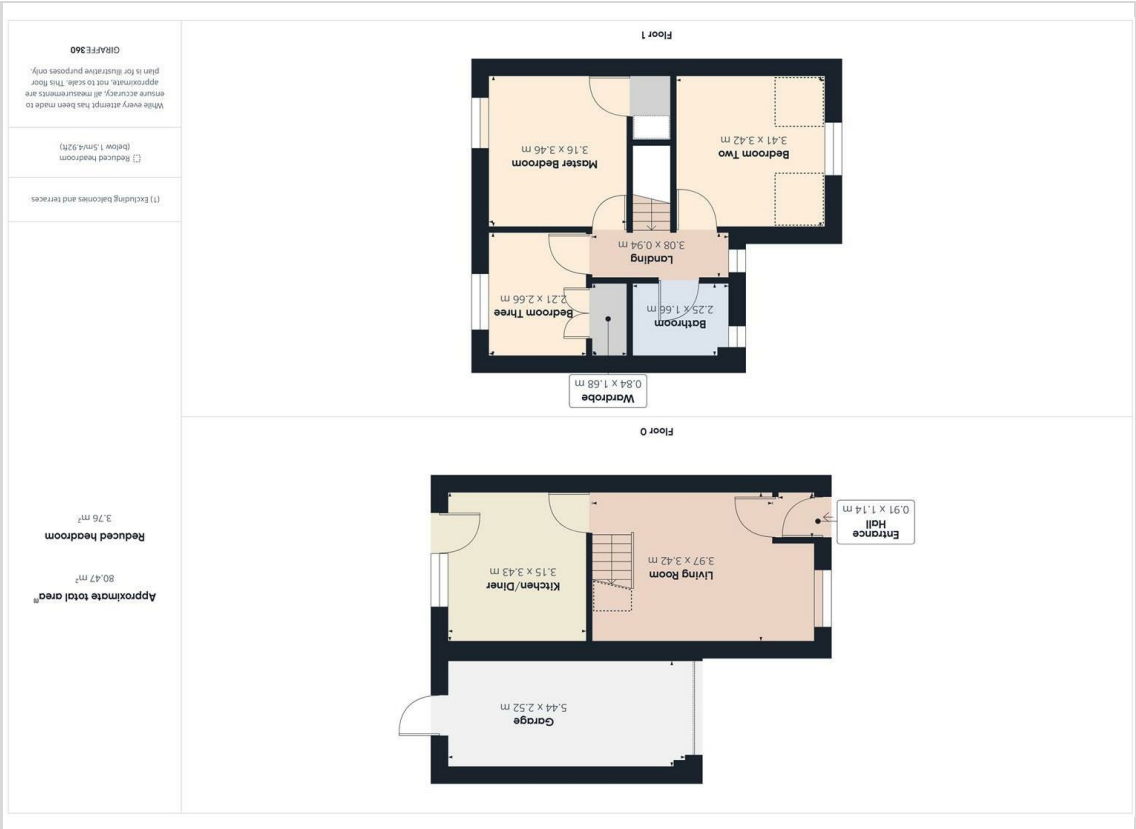 Garage
5.44 x 2.52 m
Living Room
3.97 x 3.42 m
Kitchen/Diner
3.15 x 3.43 m
Entrance
Hall
0.91 x 1.14 m
Floor 0
Wardrobe
0.84 x 1.68 m
Bathroom
2.25 x 1.66 m
Bedroom Three
2.21 x 2.66 m
Landing
3.08 x 0.94 m
Bedroom Two
3.41 x 3.42 m
Master Bedroom
3.16 x 3.46 m
Floor 1
Approximate total area⁽¹⁾
80.47 m²
Reduced headroom
3.76 m²
(1) Excluding balconies and terraces
Reduced headroom
(below 1.5m/4.92ft)
While every attempt has been made to
ensure accuracy, all measurements are
approximate, not to scale. This floor
plan is for illustrative purposes only.
GIRAFFE360